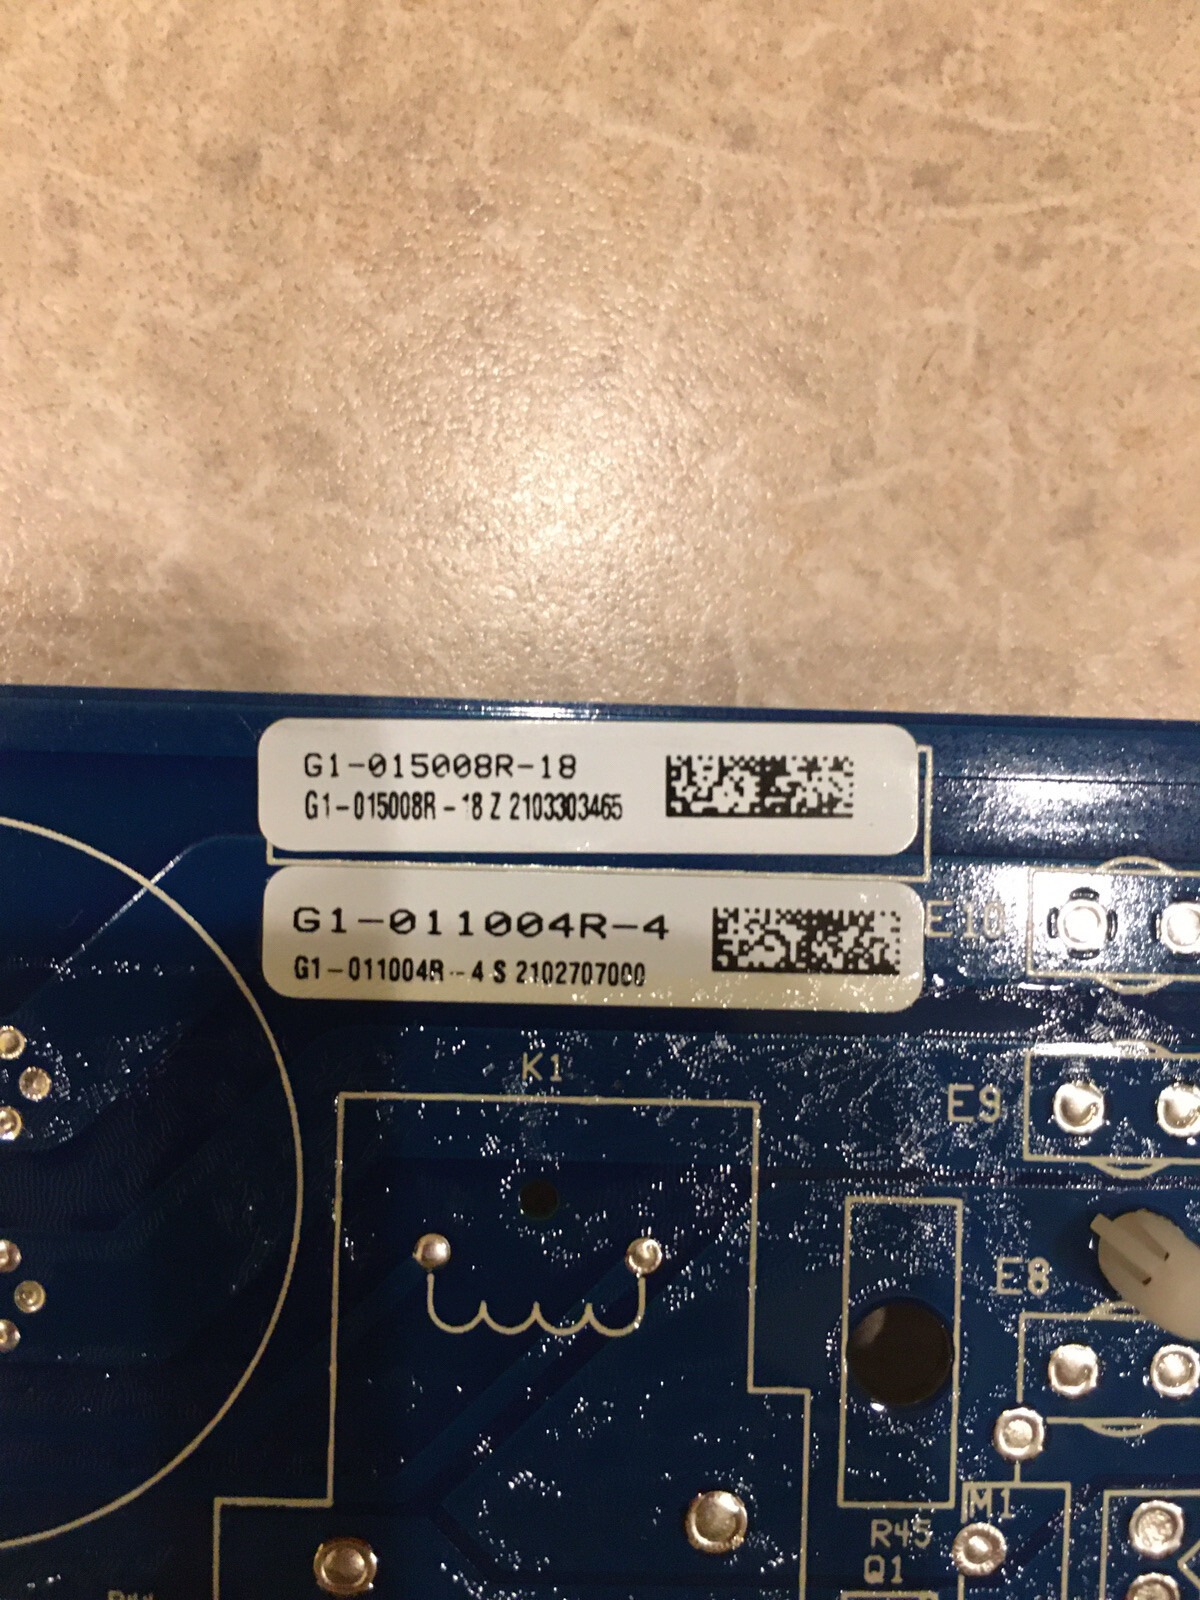 G1-015008R-18
G1-015008R-18 Z 2103303465
G1-011004R-4
G1-011004R--4 S 2102707000
E10
K1
E9
E8
M1
R45
Q1